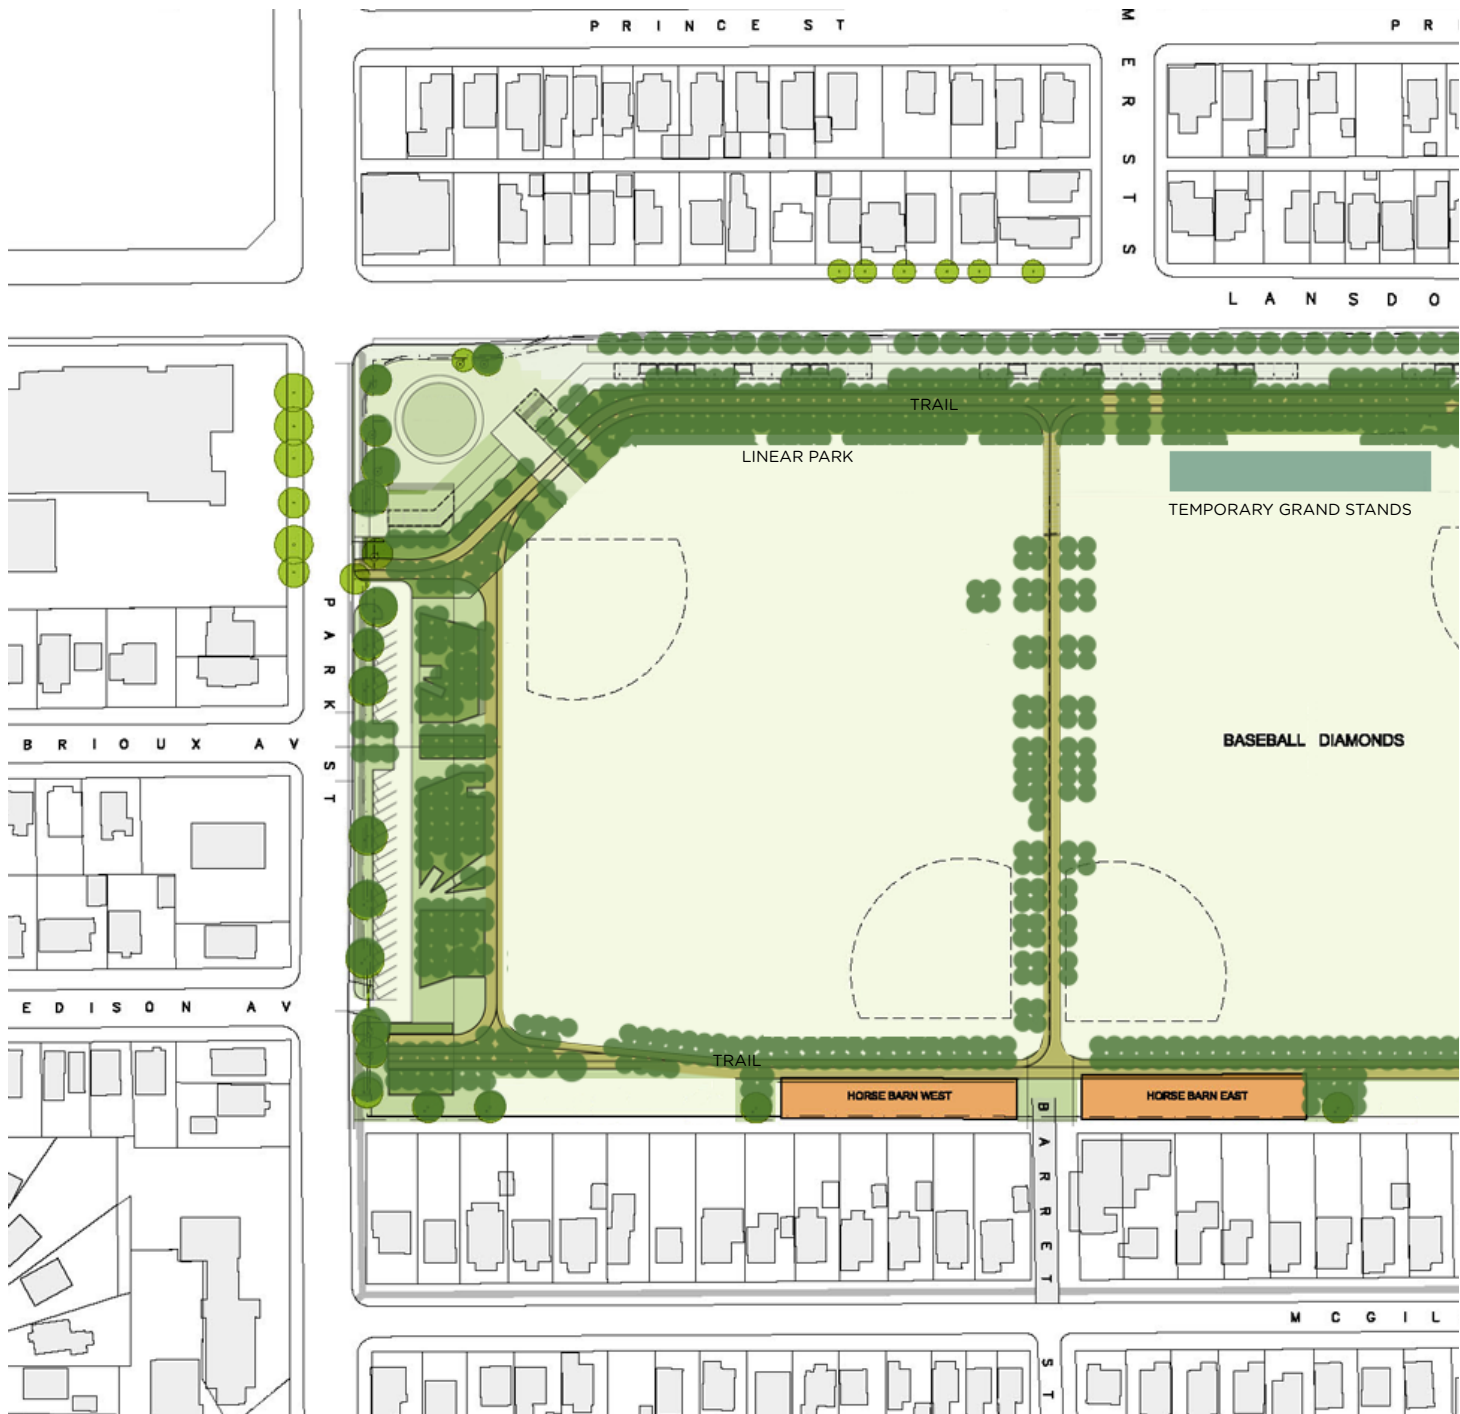 PRINCE ST
PR
MER ST S
LANSDO
TRAIL
LINEAR PARK
TEMPORARY GRAND STANDS
PARK ST
BRIOUX AV
BASEBALL DIAMONDS
EDISON AV
TRAIL
HORSE BARN WEST
HORSE BARN EAST
BARRET
MCGIL
ST